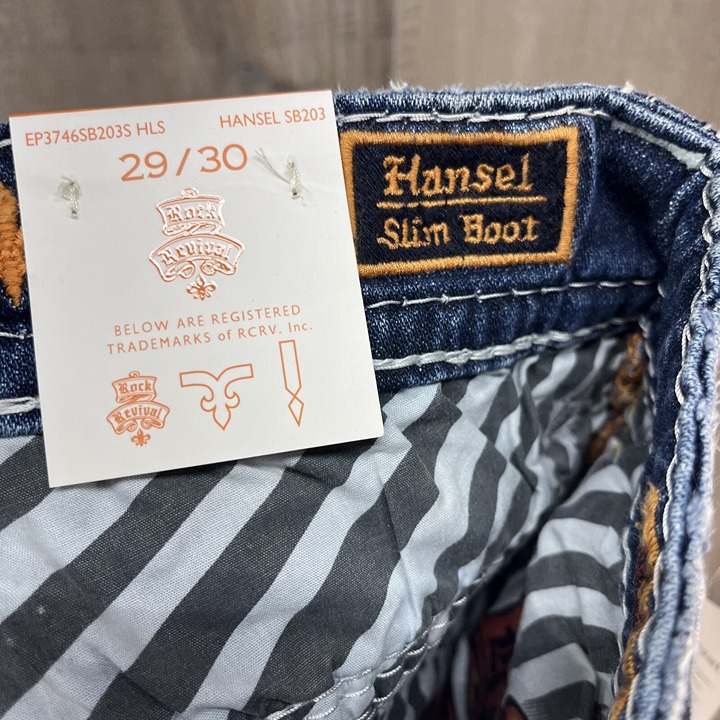 EP3746SB203S HLS
HANSEL SB203
29/30
Rock
Revival
BELOW ARE REGISTERED
TRADEMARKS of RCRV. Inc.
Rock
Revival
Hansel
Slim Boot